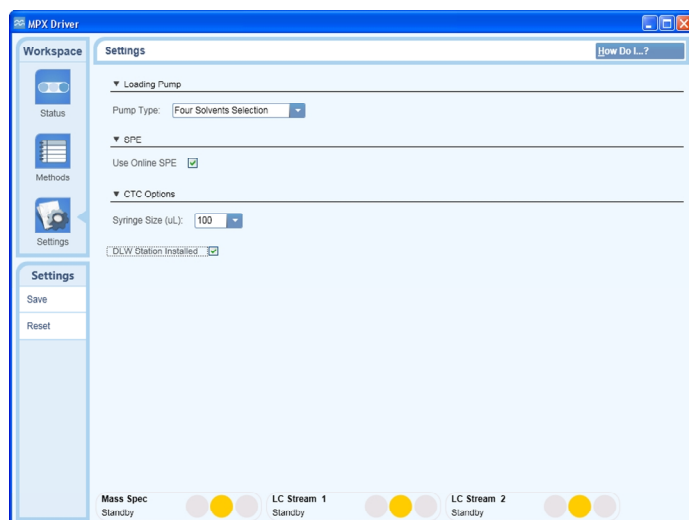 MPX Driver
Workspace
Status
Methods
Settings
Settings
Save
Reset
Settings
How Do I...?
Loading Pump
Pump Type: Four Solvents Selection
SPE
Use Online SPE
CTC Options
Syringe Size (uL): 100
DLW Station Installed
Mass Spec
Standby
LC Stream 1
Standby
LC Stream 2
Standby